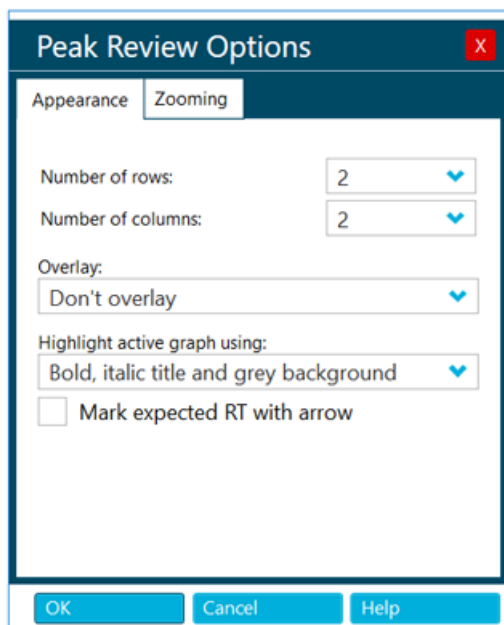 Peak Review Options X
Appearance Zooming
Number of rows: 2
Number of columns: 2
Overlay:
Don't overlay
Highlight active graph using:
Bold, italic title and grey background
Mark expected RT with arrow
OK Cancel Help